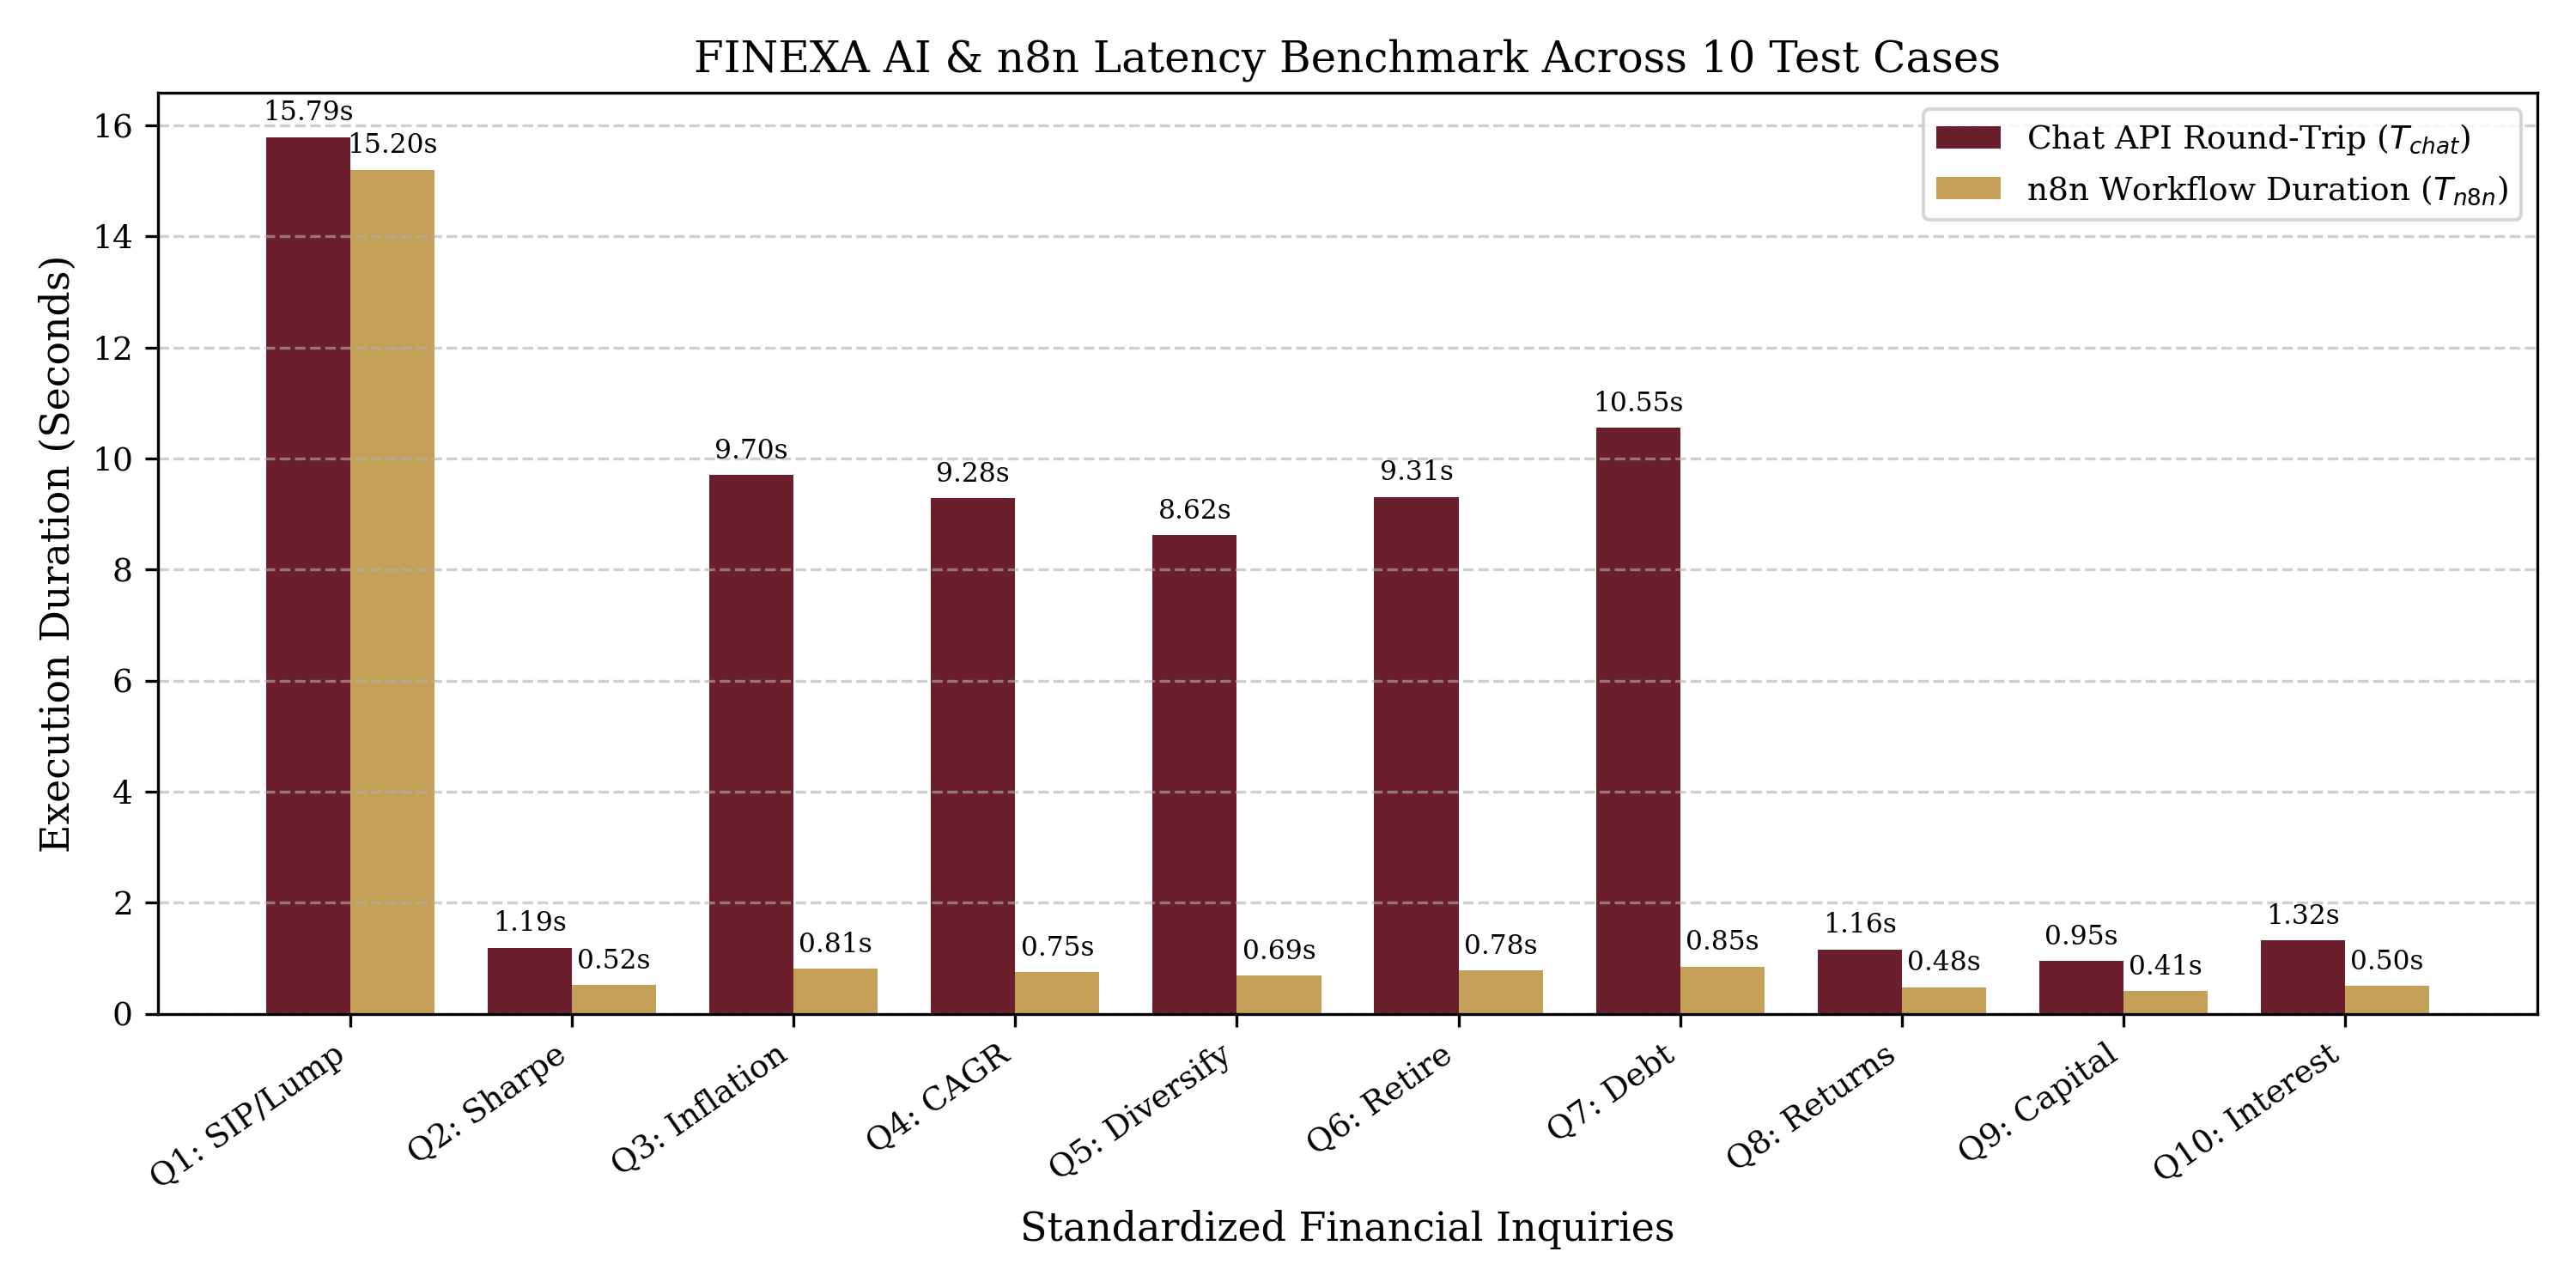 FINEXA AI & n8n Latency Benchmark Across 10 Test Cases
Chat API Round-Trip (T_chat)
n8n Workflow Duration (T_n8n)
Execution Duration (Seconds)
16
14
12
10
8
6
4
2
0
15.79s
15.20s
1.19s
0.52s
9.70s
0.81s
9.28s
0.75s
8.62s
0.69s
9.31s
0.78s
10.55s
0.85s
1.16s
0.48s
0.95s
0.41s
1.32s
0.50s
Q1: SIP/Lump
Q2: Sharpe
Q3: Inflation
Q4: CAGR
Q5: Diversify
Q6: Retire
Q7: Debt
Q8: Returns
Q9: Capital
Q10: Interest
Standardized Financial Inquiries